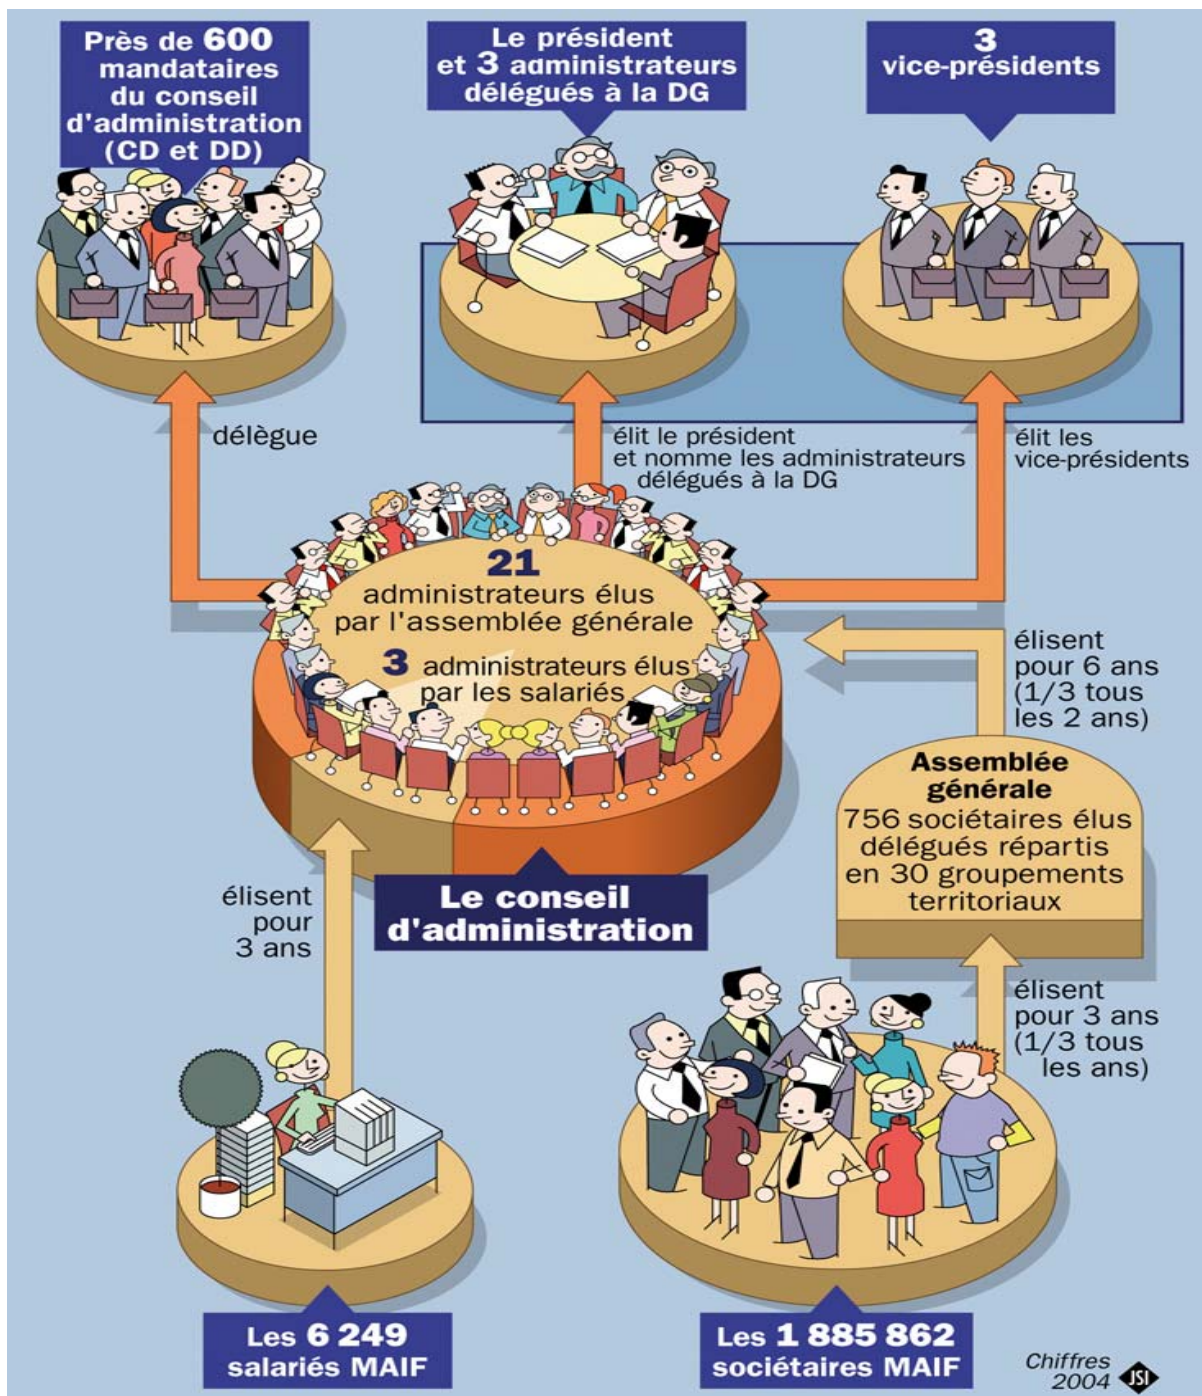 Près de 600
mandataires
du conseil
d'administration
(CD et DD)
Le président
et 3 administrateurs
délégués à la DG
3
vice-présidents
délègue
élit le président
et nomme les administrateurs
délégués à la DG
élit les
vice-présidents
21
administrateurs élus
par l'assemblée générale
3 administrateurs élus
par les salariés
élisent
pour 6 ans
(1/3 tous
les 2 ans)
Assemblée
générale
756 sociétaires élus
délégués répartis
en 30 groupements
territoriaux
Le conseil
d'administration
élisent
pour
3 ans
élisent
pour 3 ans
(1/3 tous
les ans)
Les 6 249
salariés MAIF
Les 1 885 862
sociétaires MAIF
Chiffres
2004
JSI